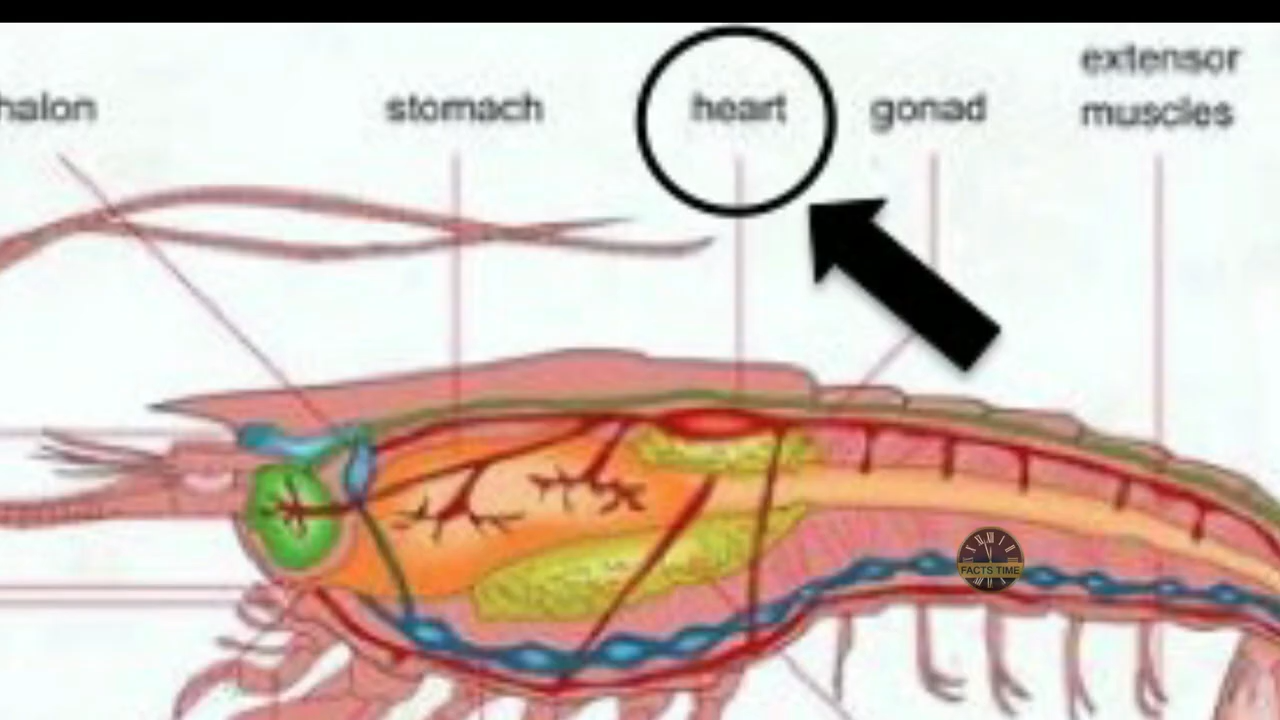 halon
stomach
heart
gonad
extensor
muscles
FACTS TIME